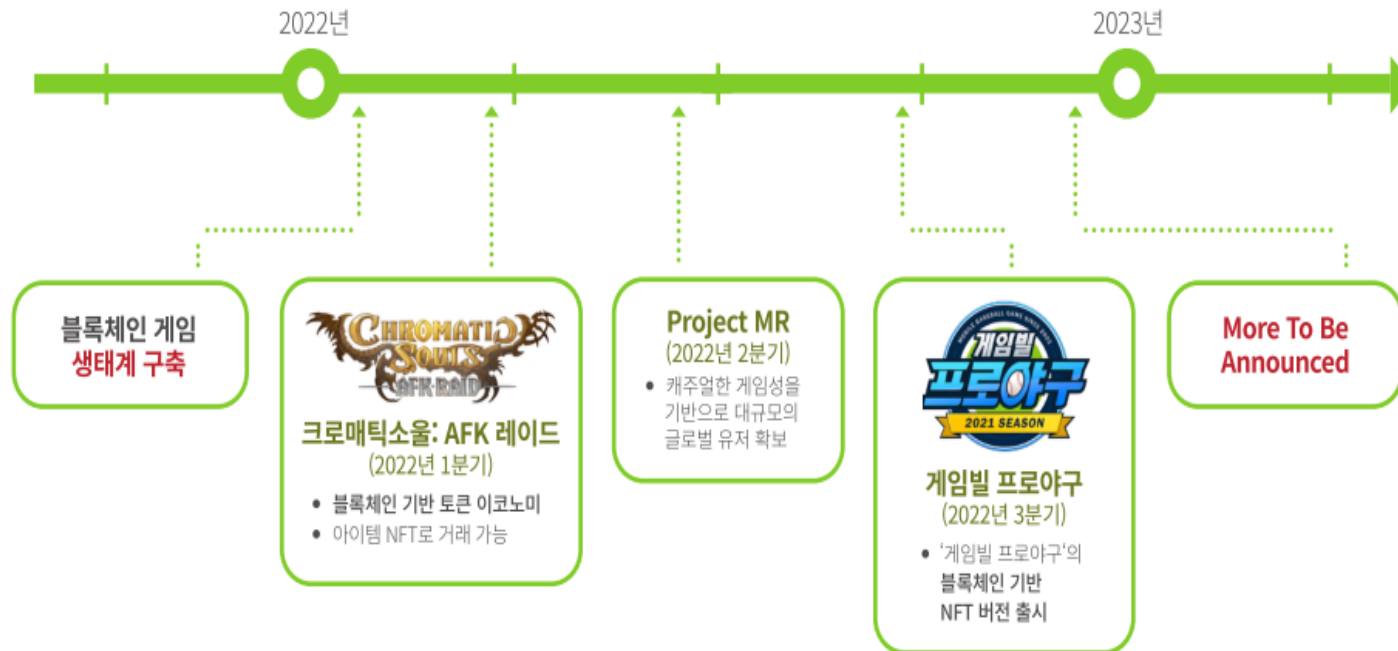 2022년
2023년
블록체인 게임
생태계 구축
CHROMATIC
SOULS
AFK RAID
크로매틱소울: AFK 레이드
(2022년 1분기)
• 블록체인 기반 토큰 이코노미
• 아이템 NFT로 거래 가능
Project MR
(2022년 2분기)
• 캐주얼한 게임성을
기반으로 대규모의
글로벌 유저 확보
MOBILE BASEBALL GAME SINCE 2002
게임빌
프로야구
2021 SEASON
게임빌 프로야구
(2022년 3분기)
• '게임빌 프로야구'의
블록체인 기반
NFT 버전 출시
More To Be
Announced